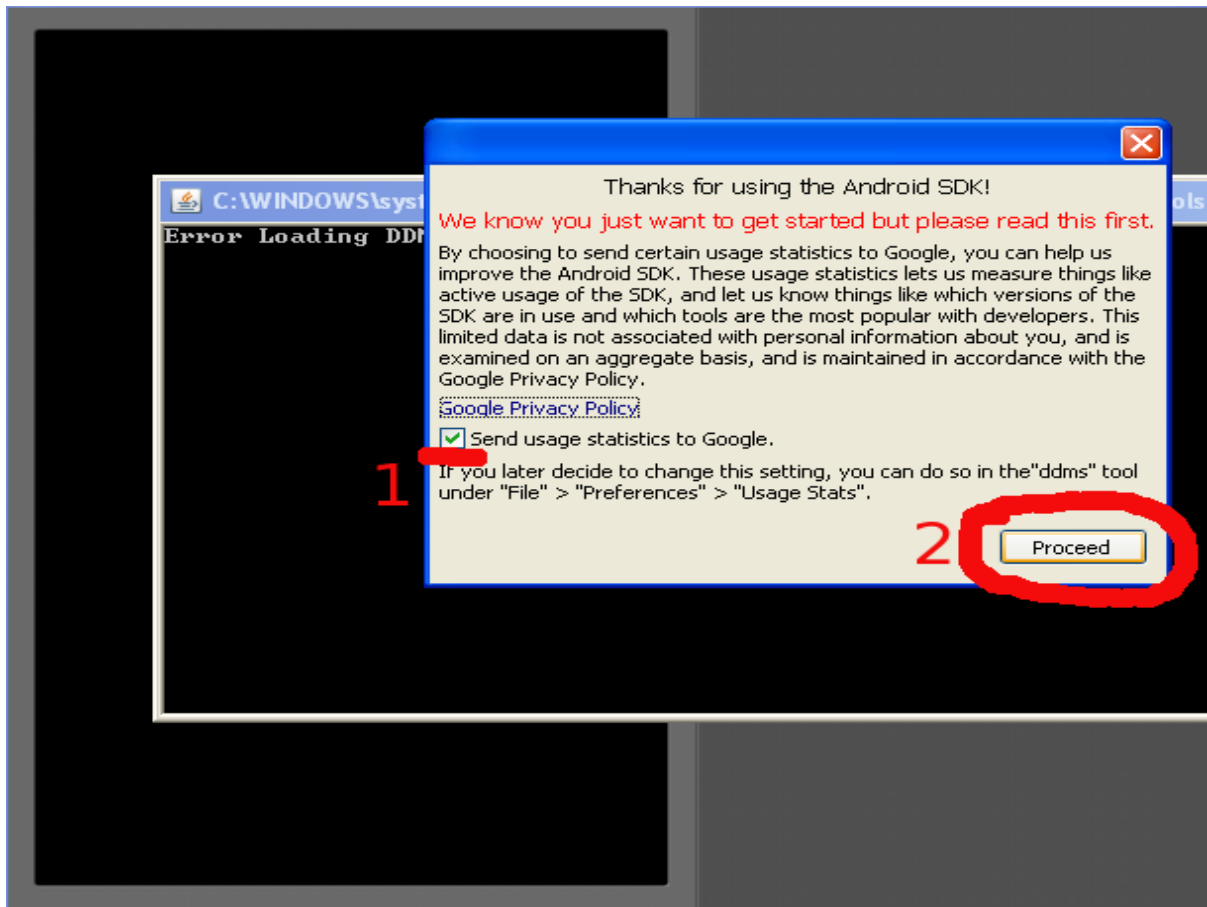 Thanks for using the Android SDK!
C:\WINDOWS\syst
ols
We know you just want to get started but please read this first.
Error Loading DDM
By choosing to send certain usage statistics to Google, you can help us
improve the Android SDK. These usage statistics lets us measure things like
active usage of the SDK, and let us know things like which versions of the
SDK are in use and which tools are the most popular with developers. This
limited data is not associated with personal information about you, and is
examined on an aggregate basis, and is maintained in accordance with the
Google Privacy Policy.
Google Privacy Policy
Send usage statistics to Google.
1
If you later decide to change this setting, you can do so in the"ddms" tool
under "File" > "Preferences" > "Usage Stats".
2
Proceed